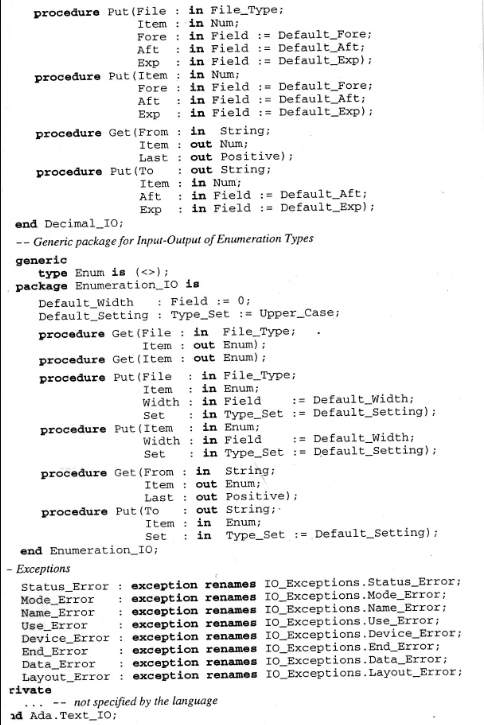 procedure Put(File : in File_Type;
Item : in Num;
Fore : in Field := Default_Fore;
Aft : in Field := Default_Aft;
Exp : in Field := Default_Exp);
procedure Put(Item : in Num;
Fore : in Field := Default_Fore;
Aft : in Field := Default_Aft;
Exp : in Field := Default_Exp);
procedure Get(From : in String;
Item : out Num;
Last : out Positive);
procedure Put(To : out String;
Item : in Num;
Aft : in Field := Default_Aft;
Exp : in Field := Default_Exp);
end Decimal_IO;
-- Generic package for Input-Output of Enumeration Types
generic
type Enum is (<>);
package Enumeration_IO is
Default_Width : Field := 0;
Default_Setting : Type_Set := Upper_Case;
procedure Get(File : in File_Type;
Item : out Enum);
procedure Get(Item : out Enum);
procedure Put(File : in File_Type;
Item : in Enum;
Width : in Field := Default_Width;
Set : in Type_Set := Default_Setting);
procedure Put(Item : in Enum;
Width : in Field := Default_Width;
Set : in Type_Set := Default_Setting);
procedure Get(From : in String;
Item : out Enum;
Last : out Positive);
procedure Put(To : out String;
Item : in Enum;
Set : in Type_Set := Default_Setting);
end Enumeration_IO;
- Exceptions
Status_Error : exception renames IO_Exceptions.Status_Error;
Mode_Error : exception renames IO_Exceptions.Mode_Error;
Name_Error : exception renames IO_Exceptions.Name_Error;
Use_Error : exception renames IO_Exceptions.Use_Error;
Device_Error : exception renames IO_Exceptions.Device_Error;
End_Error : exception renames IO_Exceptions.End_Error;
Data_Error : exception renames IO_Exceptions.Data_Error;
Layout_Error : exception renames IO_Exceptions.Layout_Error;
rivate
... -- not specified by the language
nd Ada.Text_IO;